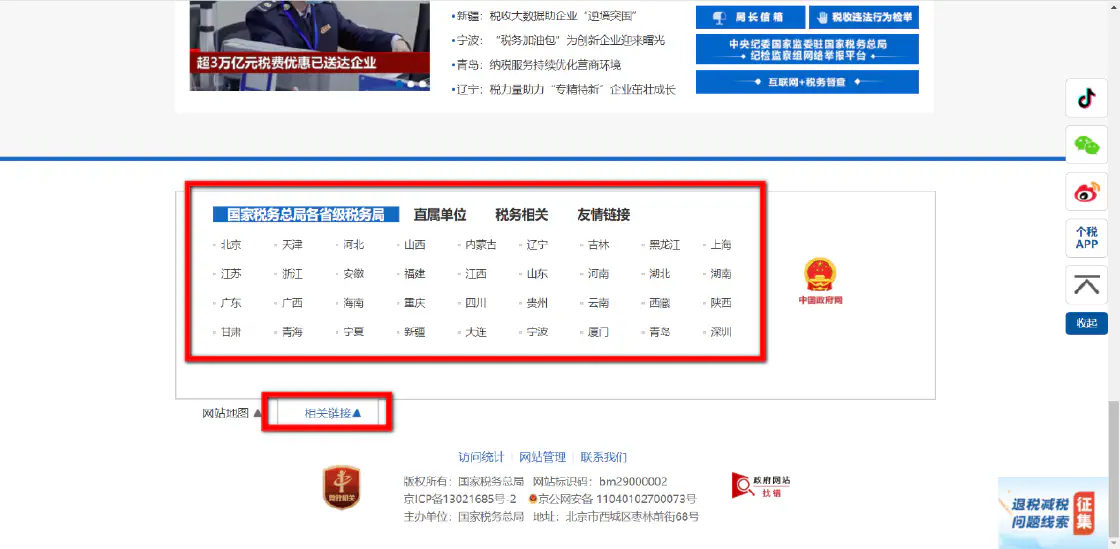 新疆：税收大数据助企业“逆境突围”
宁波：“税务加油包”为创新企业迎来曙光
青岛：纳税服务持续优化营商环境
辽宁：税力量助力“专精特新”企业茁壮成长
超3万亿元税费优惠已送达企业
局长信箱
税收违法行为检举
中央纪委国家监委驻国家税务总局
纪检监察组网络举报平台
互联网+税务督查
个税
APP
收起
国家税务总局各省级税务局 直属单位 税务相关 友情链接
北京 天津 河北 山西 内蒙古 辽宁 吉林 黑龙江 上海
江苏 浙江 安徽 福建 江西 山东 河南 湖北 湖南
广东 广西 海南 重庆 四川 贵州 云南 西藏 陕西
甘肃 青海 宁夏 新疆 大连 宁波 厦门 青岛 深圳
中国政府网
网站地图▲ 相关链接▲
访问统计 | 网站管理 | 联系我们
版权所有：国家税务总局 网站标识码：bm29000002
京ICP备13021685号-2 京公网安备 11040102700073号
主办单位：国家税务总局 地址：北京市西城区枣林前街68号
党政机关
政府网站
找错
退税减税
问题线索
征集